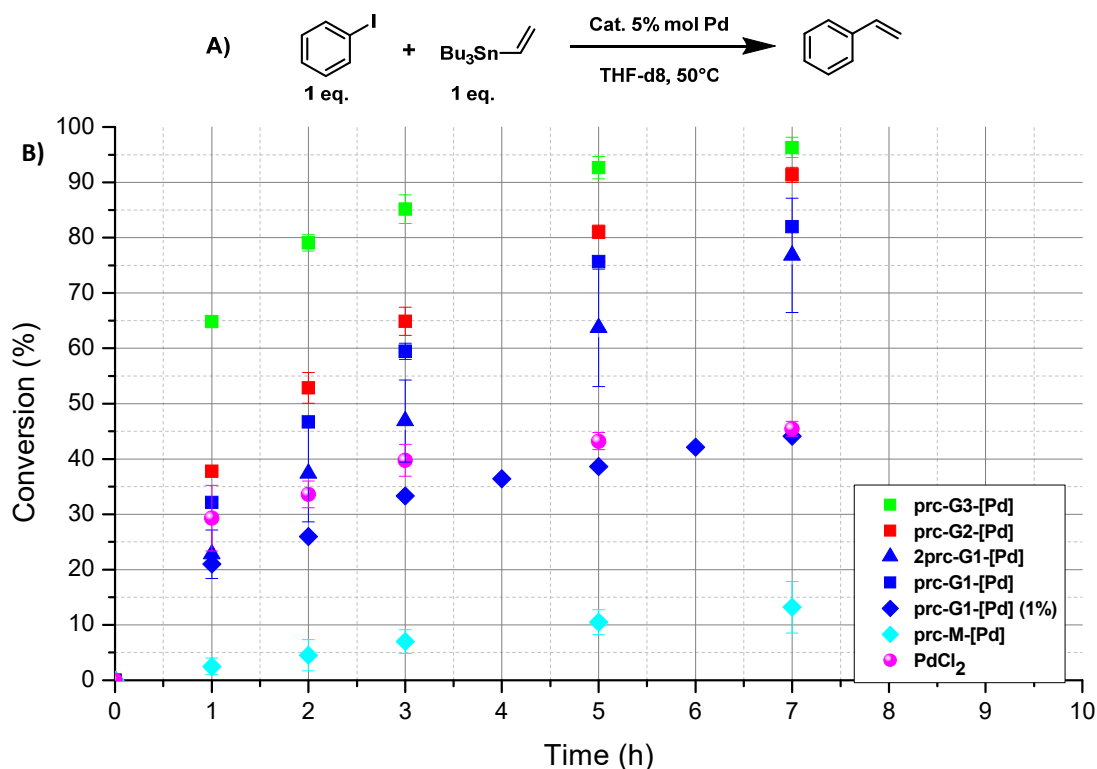 A)
I
+
Bu3Sn
Cat. 5% mol Pd
THF-d8, 50°C
1 eq.
1 eq.
B)
Conversion (%)
100
90
80
70
60
50
40
30
20
10
0
prc-G3-[Pd]
prc-G2-[Pd]
2prc-G1-[Pd]
prc-G1-[Pd]
prc-G1-[Pd] (1%)
prc-M-[Pd]
PdCl2
0 1 2 3 4 5 6 7 8 9 10
Time (h)